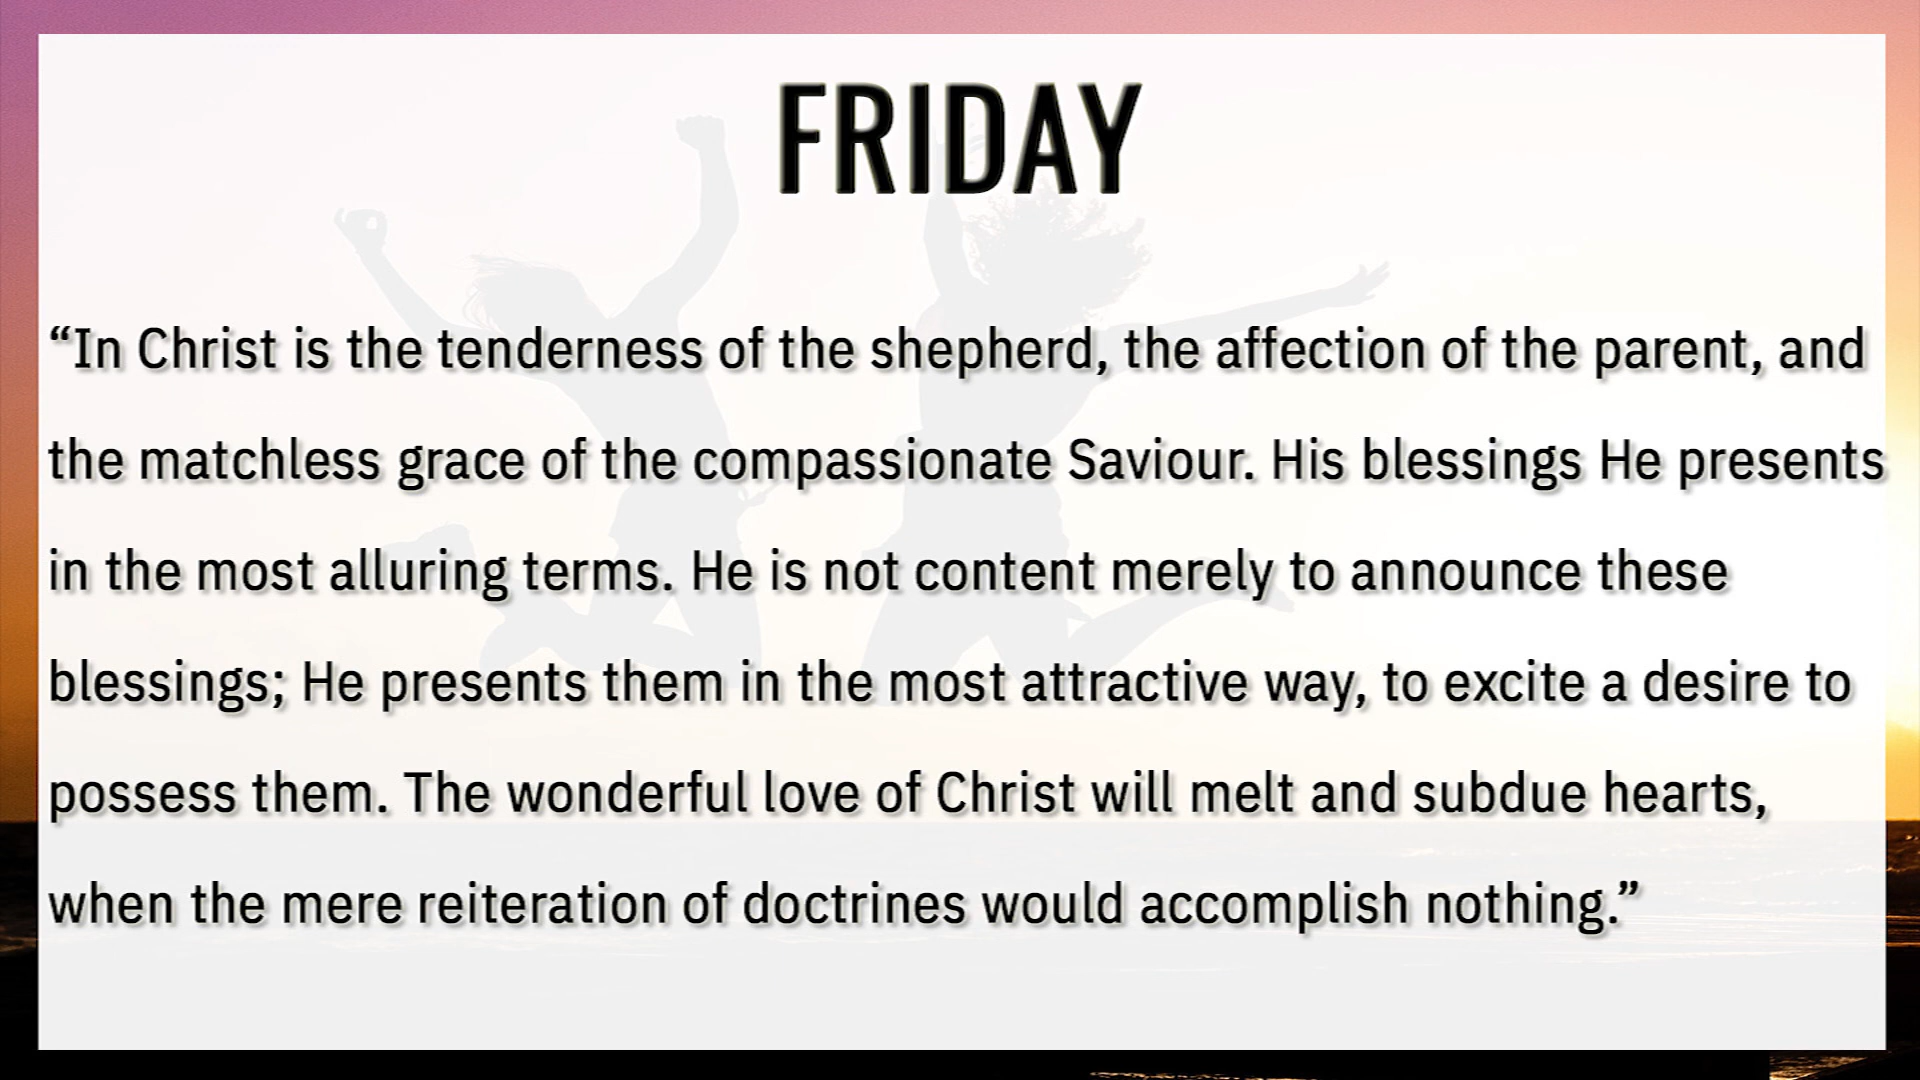 FRIDAY
“In Christ is the tenderness of the shepherd, the affection of the parent, and
the matchless grace of the compassionate Saviour. His blessings He presents
in the most alluring terms. He is not content merely to announce these
blessings; He presents them in the most attractive way, to excite a desire to
possess them. The wonderful love of Christ will melt and subdue hearts,
when the mere reiteration of doctrines would accomplish nothing.”